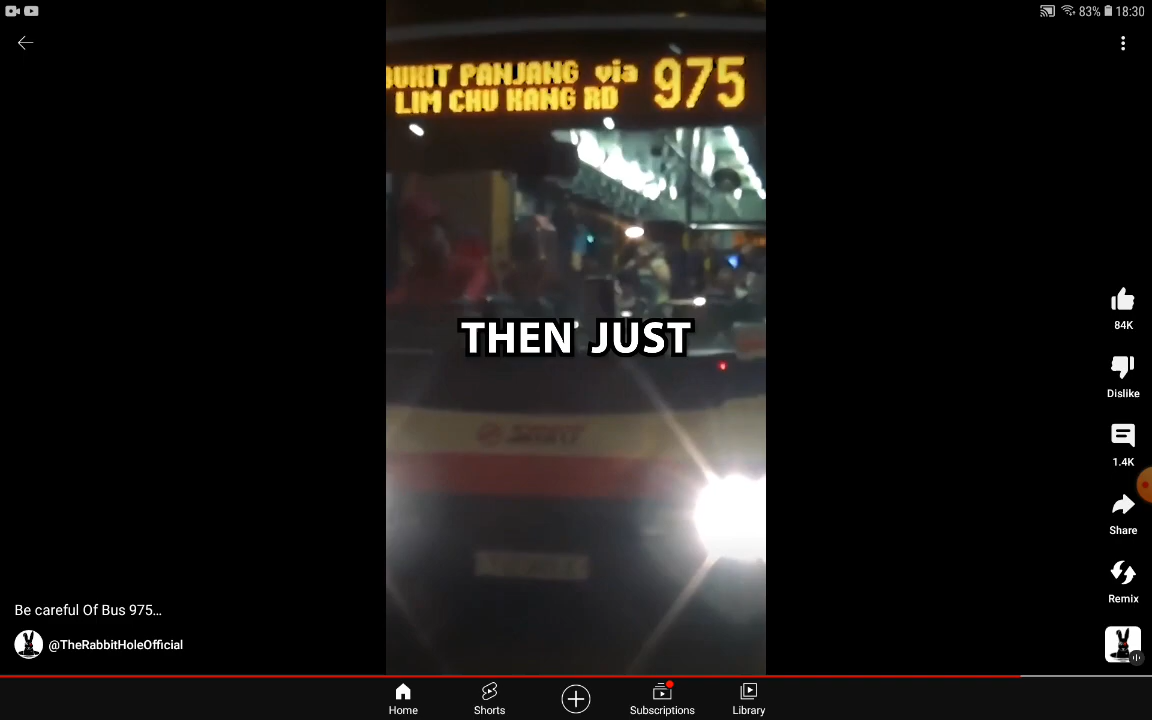 83% 18:30
BUKIT PANJANG via
LIM CHU KANG RD
975
THEN JUST
SMRT
84K
Dislike
1.4K
Share
Remix
Be careful Of Bus 975...
@TheRabbitHoleOfficial
Home
Shorts
Subscriptions
Library